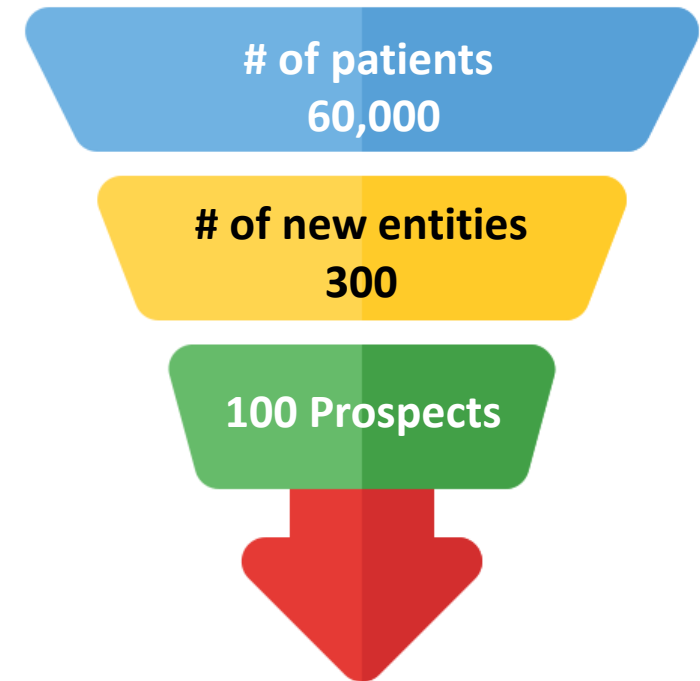 # of patients
60,000
# of new entities
300
100 Prospects